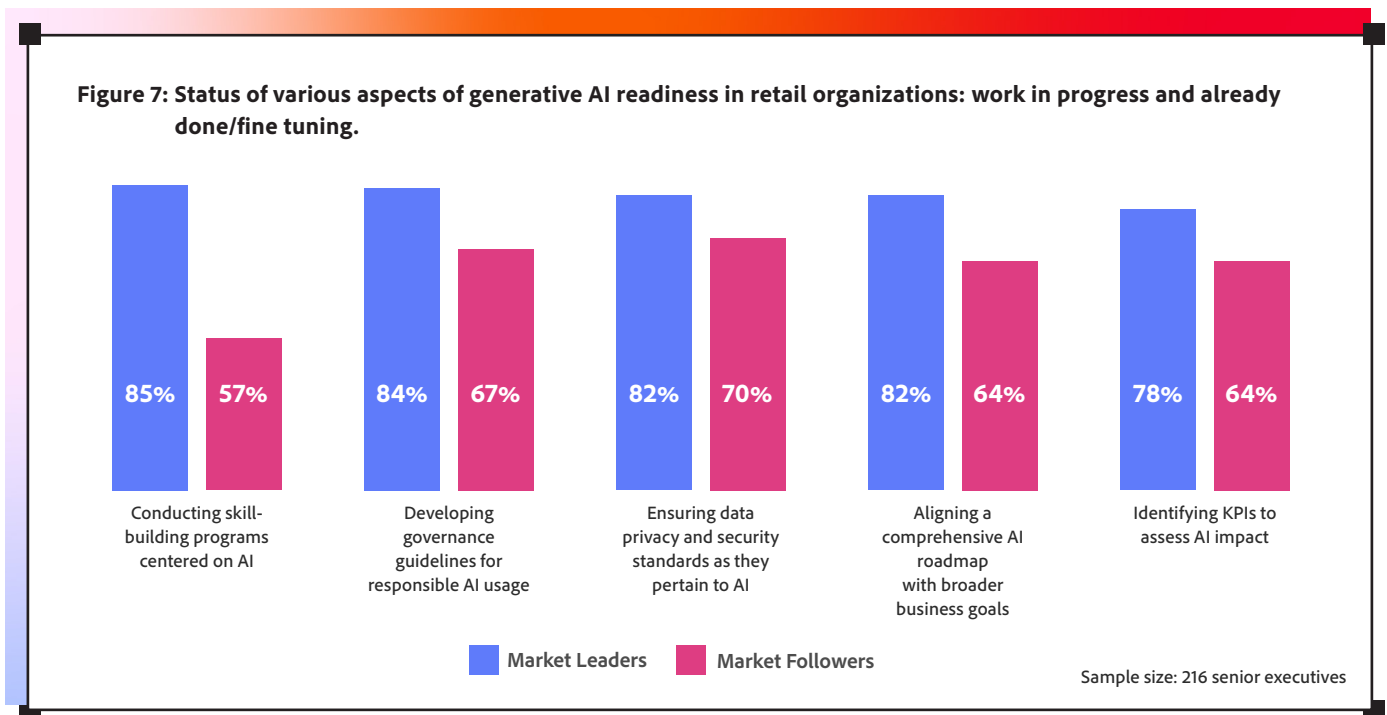 Figure 7: Status of various aspects of generative AI readiness in retail organizations: work in progress and already
done/fine tuning.
85%
57%
84%
67%
82%
70%
82%
64%
78%
64%
Conducting skill-
building programs
centered on AI
Developing
governance
guidelines for
responsible AI usage
Ensuring data
privacy and security
standards as they
pertain to AI
Aligning a
comprehensive AI
roadmap
with broader
business goals
Identifying KPIs to
assess AI impact
Market Leaders
Market Followers
Sample size: 216 senior executives